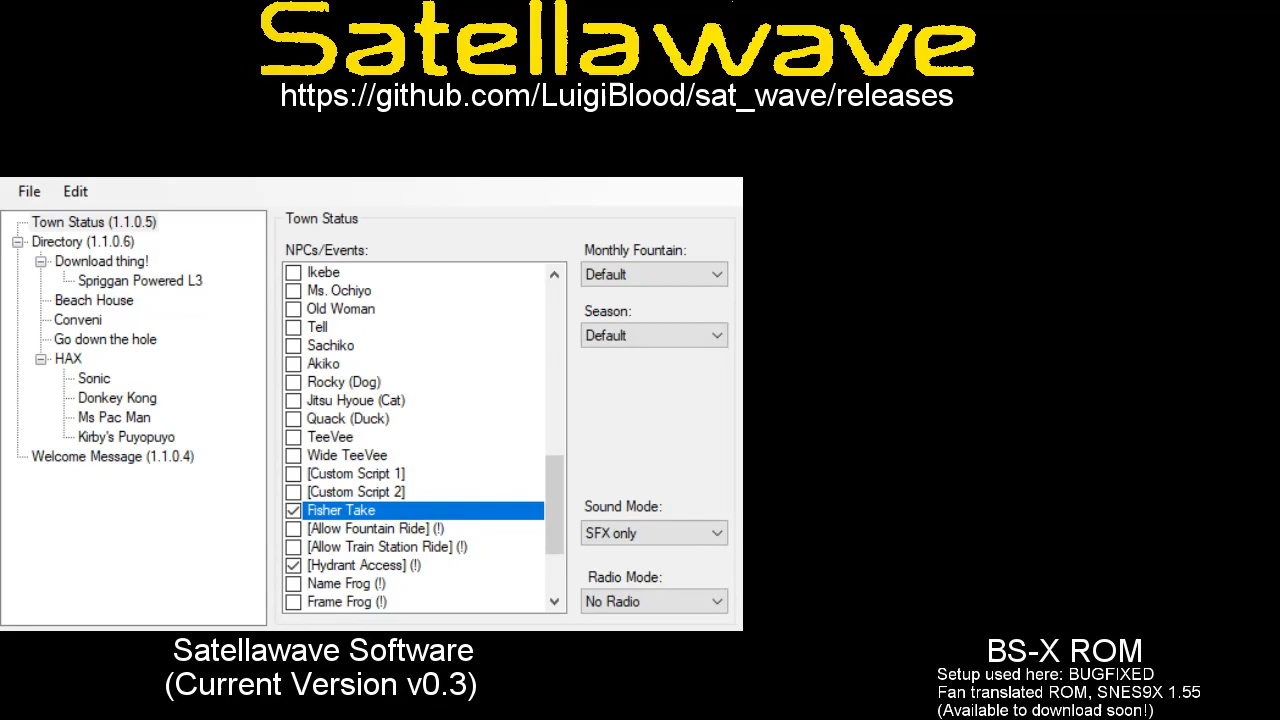 Satellawave
https://github.com/LuigiBlood/sat_wave/releases
File Edit
Town Status (1.1.0.5)
Directory (1.1.0.6)
Download thing!
Spriggan Powered L3
Beach House
Conveni
Go down the hole
HAX
Sonic
Donkey Kong
Ms Pac Man
Kirby's Puyopuyo
Welcome Message (1.1.0.4)
Town Status
NPCs/Events:
Ikebe
Ms. Ochiyo
Old Woman
Tell
Sachiko
Akiko
Rocky (Dog)
Jitsu Hyoue (Cat)
Quack (Duck)
TeeVee
Wide TeeVee
[Custom Script 1]
[Custom Script 2]
Fisher Take
[Allow Fountain Ride] (!)
[Allow Train Station Ride] (!)
[Hydrant Access] (!)
Name Frog (!)
Frame Frog (!)
Monthly Fountain:
Default
Season:
Default
Sound Mode:
SFX only
Radio Mode:
No Radio
Satellawave Software
(Current Version v0.3)
BS-X ROM
Setup used here: BUGFIXED
Fan translated ROM, SNES9X 1.55
(Available to download soon!)